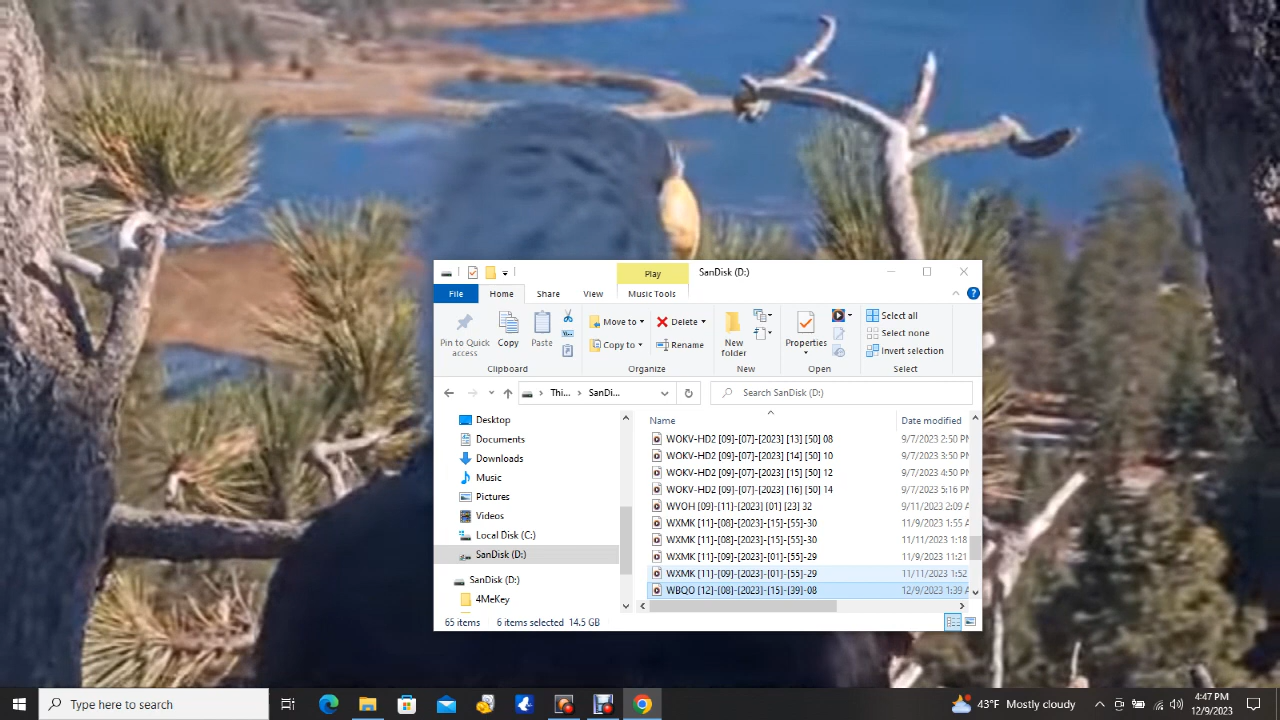 Play
SanDisk (D:)
File
Home
Share
View
Music Tools
Pin to Quick access
Copy
Paste
Move to
Copy to
Delete
Rename
New folder
Properties
Open
Select all
Select none
Invert selection
Clipboard
Organize
New
Open
Select
Thi...
SanDi...
Search SanDisk (D:)
Desktop
Documents
Downloads
Music
Pictures
Videos
Local Disk (C:)
SanDisk (D:)
SanDisk (D:)
4MeKey
Name Date modified
WOKV-HD2 [09]-[07]-[2023] [13] [50] 08 9/7/2023 2:50 PM
WOKV-HD2 [09]-[07]-[2023] [14] [50] 10 9/7/2023 3:50 PM
WOKV-HD2 [09]-[07]-[2023] [15] [50] 12 9/7/2023 4:50 PM
WOKV-HD2 [09]-[07]-[2023] [16] [50] 14 9/7/2023 5:16 PM
WVOH [09]-[11]-[2023] [01] [23] 32 9/11/2023 2:09 A
WXMK [11]-[08]-[2023]-[15]-[55]-30 11/9/2023 1:55 A
WXMK [11]-[08]-[2023]-[15]-[55]-30 11/11/2023 1:18
WXMK [11]-[09]-[2023]-[01]-[55]-29 11/9/2023 11:21
WXMK [11]-[09]-[2023]-[01]-[55]-29 11/11/2023 1:52
WBQO [12]-[08]-[2023]-[15]-[39]-08 12/9/2023 1:39 A
65 items 6 items selected 14.5 GB
Type here to search
43°F Mostly cloudy
4:47 PM
12/9/2023